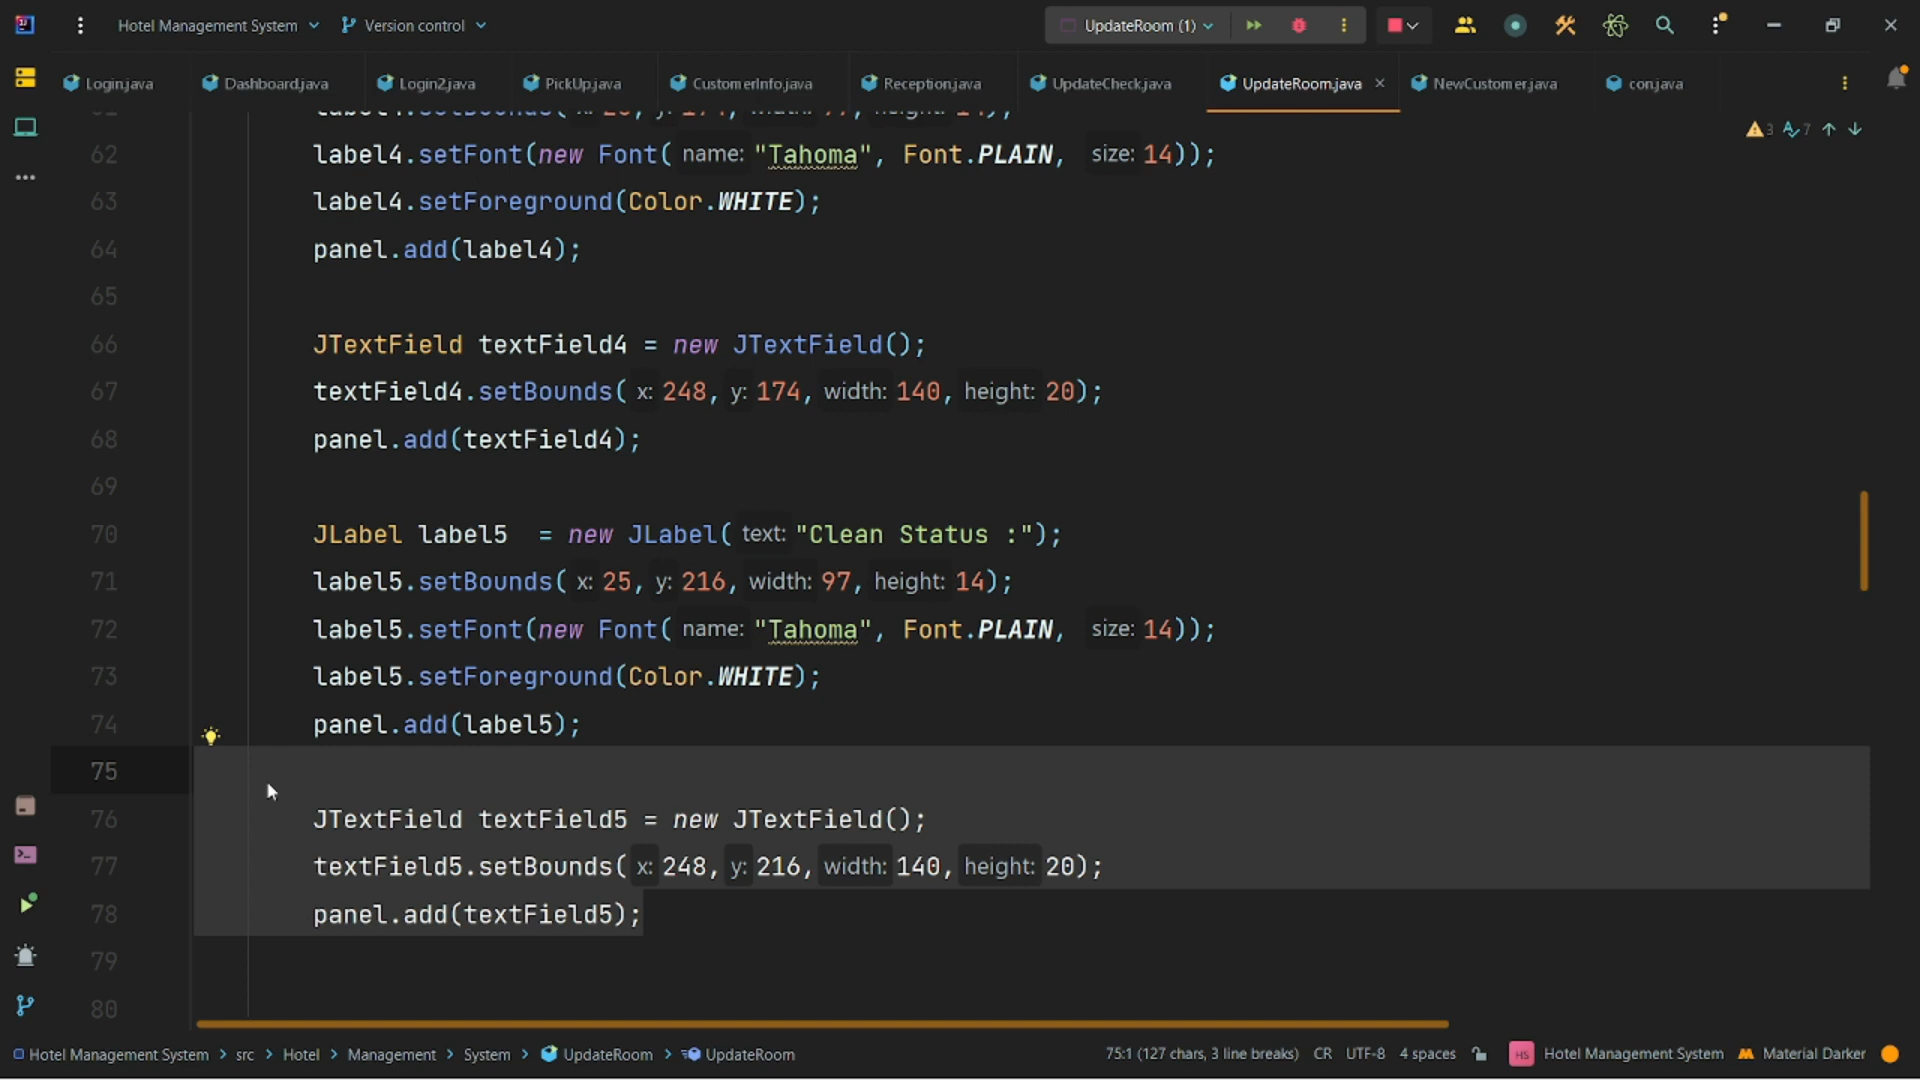 Hotel Management System
Version control
UpdateRoom (1)
Login.java
Dashboard.java
Login2.java
PickUp.java
CustomerInfo.java
Reception.java
UpdateCheck.java
UpdateRoom.java
NewCustomer.java
con.java
3
7
62 label4.setFont(new Font( name: "Tahoma", Font.PLAIN, size: 14));
63 label4.setForeground(Color.WHITE);
64 panel.add(label4);
65
66 JTextField textField4 = new JTextField();
67 textField4.setBounds( x: 248, y: 174, width: 140, height: 20);
68 panel.add(textField4);
69
70 JLabel label5  = new JLabel( text: "Clean Status :");
71 label5.setBounds( x: 25, y: 216, width: 97, height: 14);
72 label5.setFont(new Font( name: "Tahoma", Font.PLAIN, size: 14));
73 label5.setForeground(Color.WHITE);
74 panel.add(label5);
75
76 JTextField textField5 = new JTextField();
77 textField5.setBounds( x: 248, y: 216, width: 140, height: 20);
78 panel.add(textField5);
79
80
Hotel Management System > src > Hotel > Management > System > UpdateRoom > UpdateRoom
75:1 (127 chars, 3 line breaks) CR UTF-8 4 spaces HS Hotel Management System Material Darker